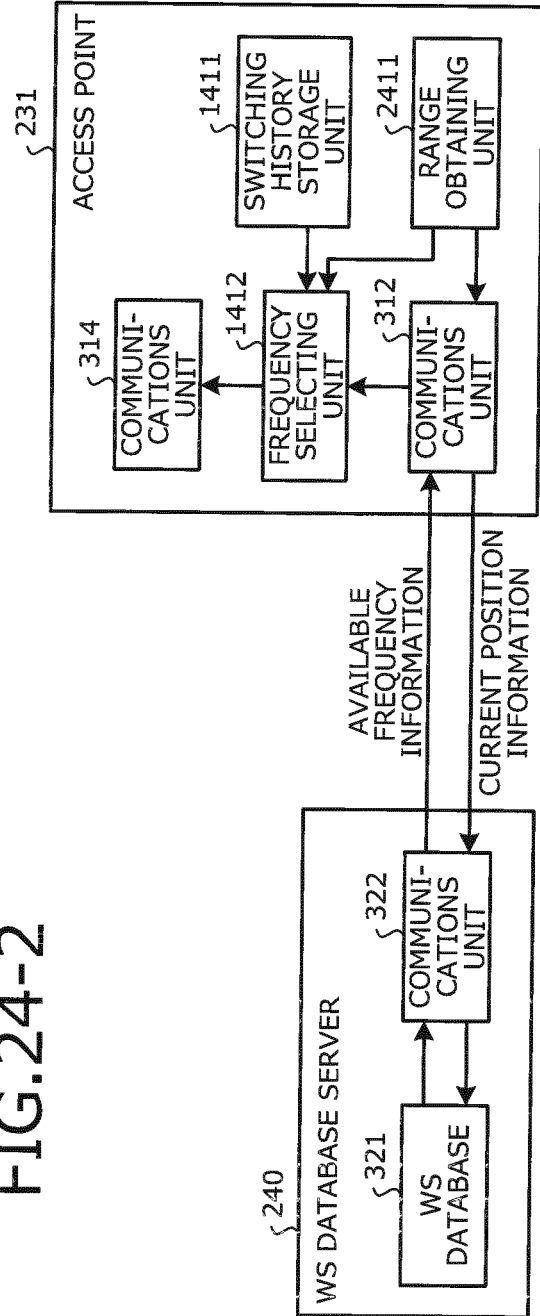 FIG.24-2
240
WS DATABASE SERVER
321
WS
DATABASE
322
COMMUNI-
CATIONS
UNIT
AVAILABLE
FREQUENCY
INFORMATION
CURRENT POSITION
INFORMATION
231
ACCESS POINT
314
COMMUNI-
CATIONS
UNIT
1412
FREQUENCY
SELECTING
UNIT
1411
SWITCHING
HISTORY
STORAGE
UNIT
312
COMMUNI-
CATIONS
UNIT
2411
RANGE
OBTAINING
UNIT